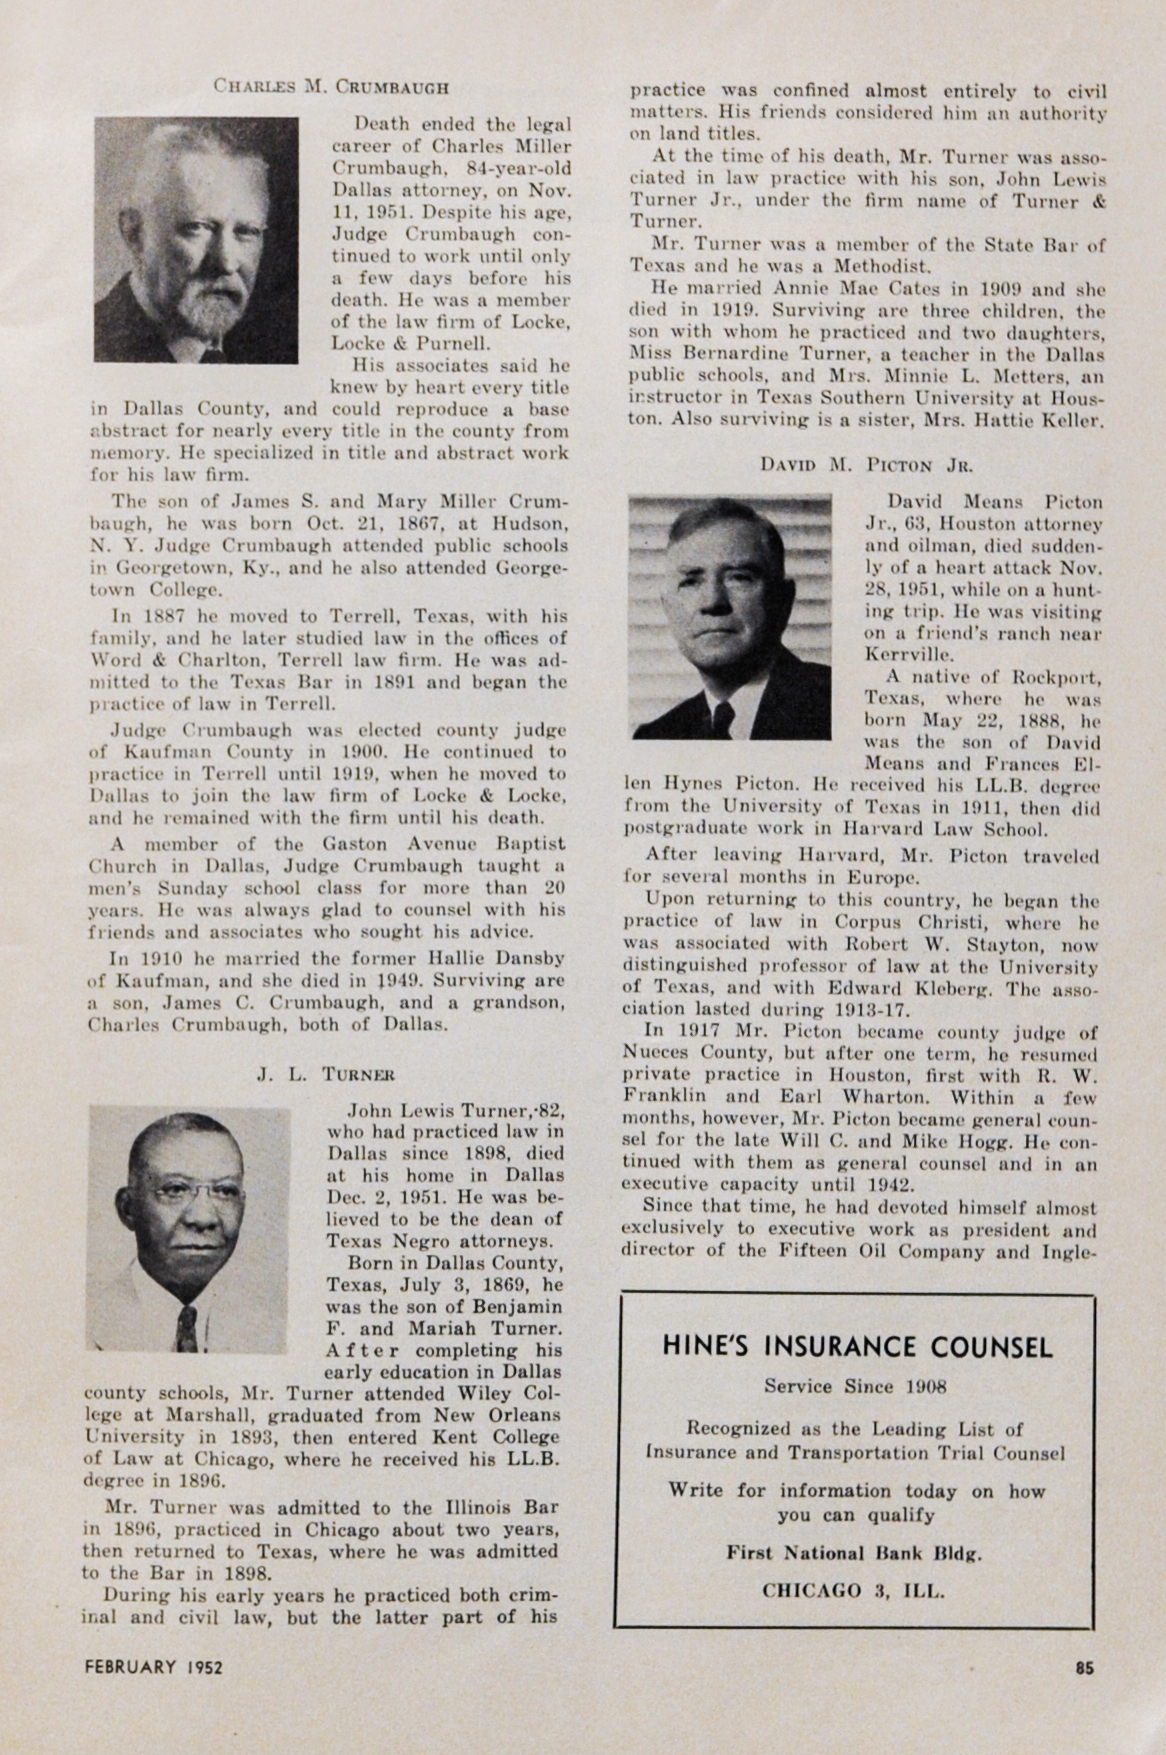 CHARLES M. CRUMBAUGH
Death ended the legal
career of Charles Miller
Crumbaugh, 84-year-old
Dallas attorney, on Nov.
11, 1951. Despite his age,
Judge Crumbaugh con-
tinued to work until only
a few days before his
death. He was a member
of the law firm of Locke,
Locke & Purnell.
His associates said he
knew by heart every title
in Dallas County, and could reproduce a base
abstract for nearly every title in the county from
memory. He specialized in title and abstract work
for his law firm.
The son of James S. and Mary Miller Crum-
baugh, he was born Oct. 21, 1867, at Hudson,
N. Y. Judge Crumbaugh attended public schools
in Georgetown, Ky., and he also attended George-
town College.
In 1887 he moved to Terrell, Texas, with his
family, and he later studied law in the offices of
Word & Charlton, Terrell law firm. He was ad-
mitted to the Texas Bar in 1891 and began the
practice of law in Terrell.
Judge Crumbaugh was elected county judge
of Kaufman County in 1900. He continued to
practice in Terrell until 1919, when he moved to
Dallas to join the law firm of Locke & Locke,
and he remained with the firm until his death.
A member of the Gaston Avenue Baptist
Church in Dallas, Judge Crumbaugh taught a
men's Sunday school class for more than 20
years. He was always glad to counsel with his
friends and associates who sought his advice.
In 1910 he married the former Hallie Dansby
of Kaufman, and she died in 1949. Surviving are
a son, James C. Crumbaugh, and a grandson,
Charles Crumbaugh, both of Dallas.
J. L. TURNER
John Lewis Turner, 82,
who had practiced law in
Dallas since 1898, died
at his home in Dallas
Dec. 2, 1951. He was be-
lieved to be the dean of
Texas Negro attorneys.
Born in Dallas County,
Texas, July 3, 1869, he
was the son of Benjamin
F. and Mariah Turner.
After completing his
early education in Dallas
county schools, Mr. Turner attended Wiley Col-
lege at Marshall, graduated from New Orleans
University in 1893, then entered Kent College
of Law at Chicago, where he received his LL.B.
degree in 1896.
Mr. Turner was admitted to the Illinois Bar
in 1896, practiced in Chicago about two years,
then returned to Texas, where he was admitted
to the Bar in 1898.
During his early years he practiced both crim-
inal and civil law, but the latter part of his
practice was confined almost entirely to civil
matters. His friends considered him an authority
on land titles.
At the time of his death, Mr. Turner was asso-
ciated in law practice with his son, John Lewis
Turner Jr., under the firm name of Turner &
Turner.
Mr. Turner was a member of the State Bar of
Texas and he was a Methodist.
He married Annie Mae Cates in 1909 and she
died in 1919. Surviving are three children, the
son with whom he practiced and two daughters,
Miss Bernardine Turner, a teacher in the Dallas
public schools, and Mrs. Minnie L. Metters, an
instructor in Texas Southern University at Hous-
ton. Also surviving is a sister, Mrs. Hattie Keller.
DAVID M. PICTON JR.
David Means Picton
Jr., 63, Houston attorney
and oilman, died sudden-
ly of a heart attack Nov.
28, 1951, while on a hunt-
ing trip. He was visiting
on a friend's ranch near
Kerrville.
A native of Rockport,
Texas, where he was
born May 22, 1888, he
was the son of David
Means and Frances El-
len Hynes Picton. He received his LL.B. degree
from the University of Texas in 1911, then did
postgraduate work in Harvard Law School.
After leaving Harvard, Mr. Picton traveled
for several months in Europe.
Upon returning to this country, he began the
practice of law in Corpus Christi, where he
was associated with Robert W. Stayton, now
distinguished professor of law at the University
of Texas, and with Edward Kleberg. The asso-
ciation lasted during 1913-17.
In 1917 Mr. Picton became county judge of
Nueces County, but after one term, he resumed
private practice in Houston, first with R. W.
Franklin and Earl Wharton. Within a few
months, however, Mr. Picton became general coun-
sel for the late Will C. and Mike Hogg. He con-
tinued with them as general counsel and in an
executive capacity until 1942.
Since that time, he had devoted himself almost
exclusively to executive work as president and
director of the Fifteen Oil Company and Ingle-
HINE'S INSURANCE COUNSEL
Service Since 1908
Recognized as the Leading List of
Insurance and Transportation Trial Counsel
Write for information today on how
you can qualify
First National Bank Bldg.
CHICAGO 3, ILL.
FEBRUARY 1952
85